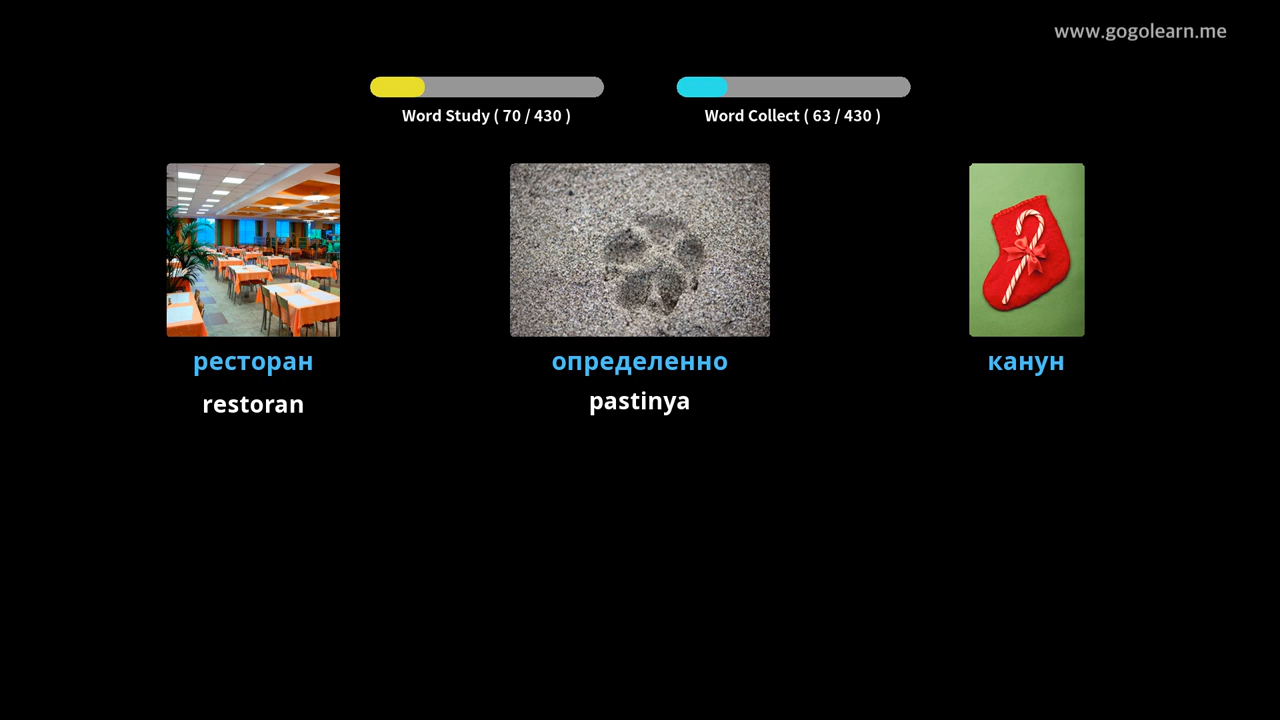 www.gogolearn.me
Word Study ( 70 / 430 )
Word Collect ( 63 / 430 )
ресторан
определенно
канун
restoran
pastinya